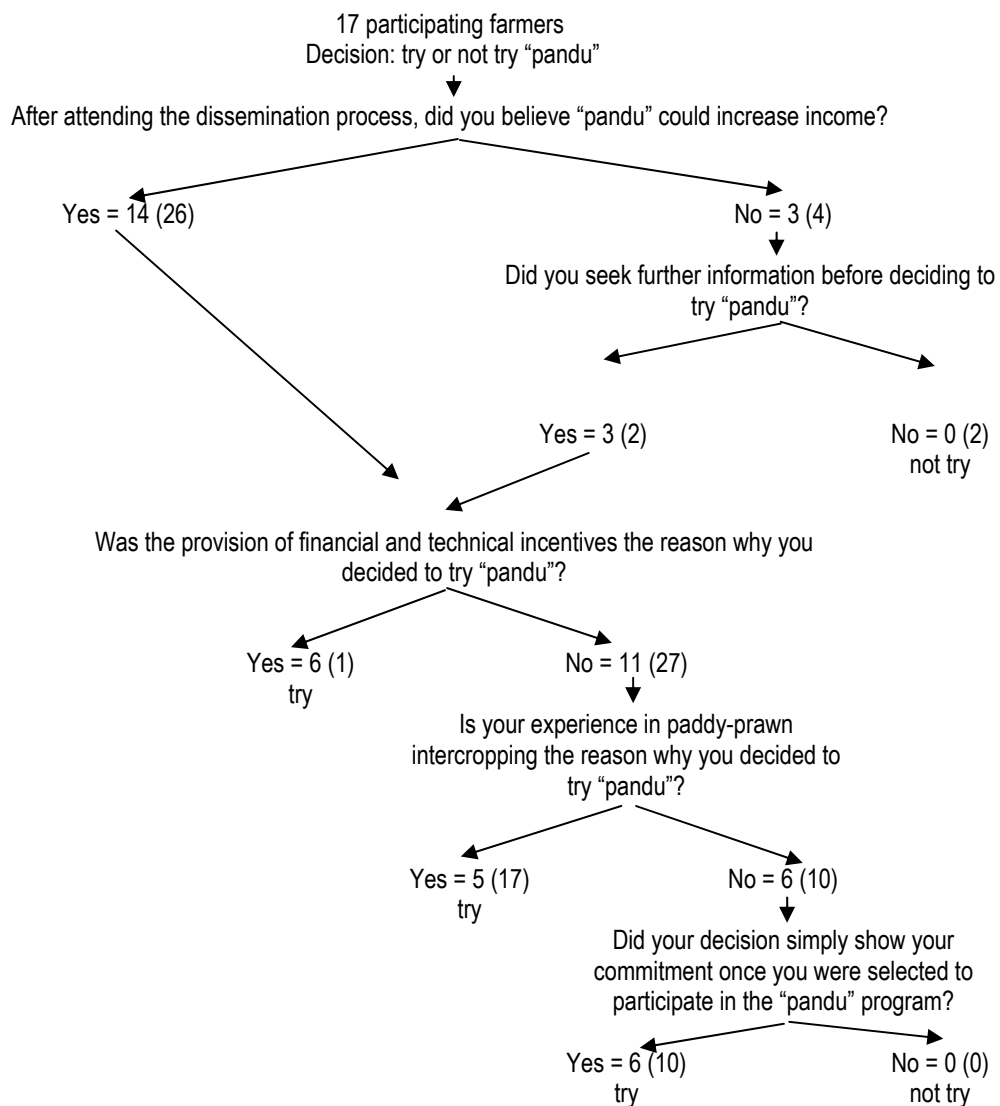 17 participating farmers
Decision: try or not try “pandu”
After attending the dissemination process, did you believe “pandu” could increase income?
Yes = 14 (26)
No = 3 (4)
Did you seek further information before deciding to
try “pandu”?
Yes = 3 (2)
No = 0 (2)
not try
Was the provision of financial and technical incentives the reason why you
decided to try “pandu”?
Yes = 6 (1)
try
No = 11 (27)
Is your experience in paddy-prawn
intercropping the reason why you decided to
try “pandu”?
Yes = 5 (17)
try
No = 6 (10)
Did your decision simply show your
commitment once you were selected to
participate in the “pandu” program?
Yes = 6 (10)
try
No = 0 (0)
not try